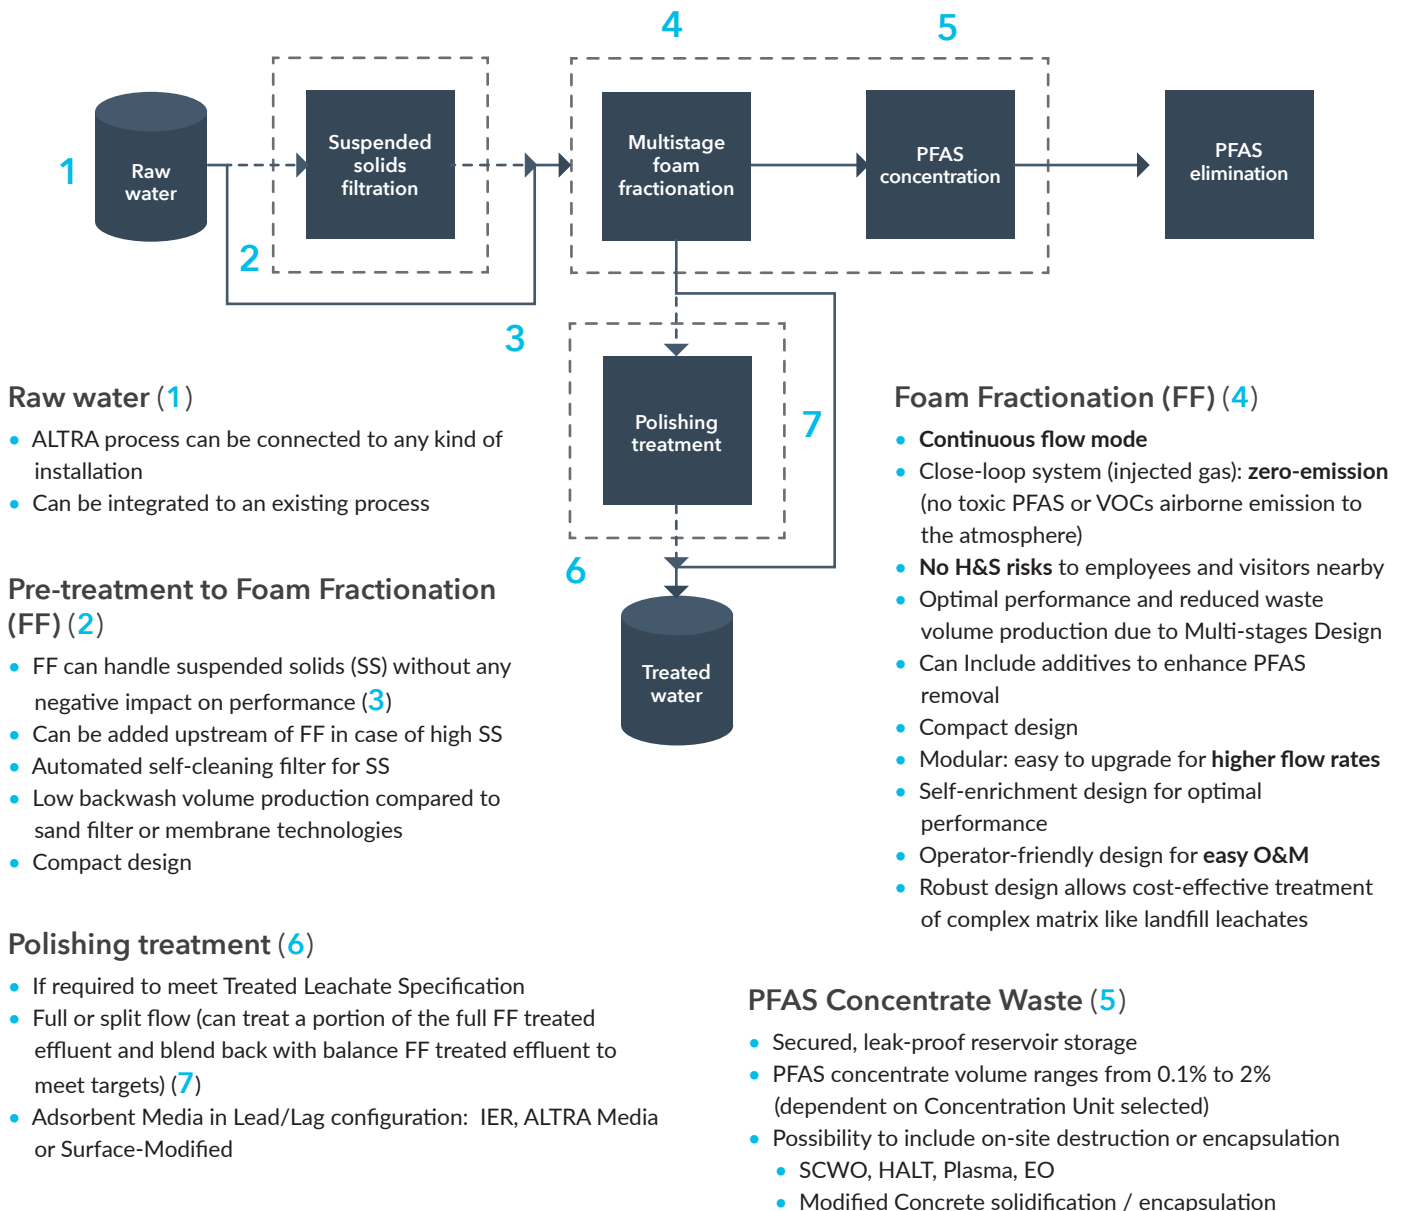 4
5
1
Raw
water
Suspended
solids
filtration
Multistage
foam
fractionation
PFAS
concentration
PFAS
elimination
2
3
Polishing
treatment
7
6
Treated
water
Raw water (1)
• ALTRA process can be connected to any kind of
installation
• Can be integrated to an existing process
Pre-treatment to Foam Fractionation
(FF) (2)
• FF can handle suspended solids (SS) without any
negative impact on performance (3)
• Can be added upstream of FF in case of high SS
• Automated self-cleaning filter for SS
• Low backwash volume production compared to
sand filter or membrane technologies
• Compact design
Polishing treatment (6)
• If required to meet Treated Leachate Specification
• Full or split flow (can treat a portion of the full FF treated
effluent and blend back with balance FF treated effluent to
meet targets) (7)
• Adsorbent Media in Lead/Lag configuration: IER, ALTRA Media
or Surface-Modified
Foam Fractionation (FF) (4)
• Continuous flow mode
• Close-loop system (injected gas): zero-emission
(no toxic PFAS or VOCs airborne emission to
the atmosphere)
• No H&S risks to employees and visitors nearby
• Optimal performance and reduced waste
volume production due to Multi-stages Design
• Can Include additives to enhance PFAS
removal
• Compact design
• Modular: easy to upgrade for higher flow rates
• Self-enrichment design for optimal
performance
• Operator-friendly design for easy O&M
• Robust design allows cost-effective treatment
of complex matrix like landfill leachates
PFAS Concentrate Waste (5)
• Secured, leak-proof reservoir storage
• PFAS concentrate volume ranges from 0.1% to 2%
(dependent on Concentration Unit selected)
• Possibility to include on-site destruction or encapsulation
• SCWO, HALT, Plasma, EO
• Modified Concrete solidification / encapsulation